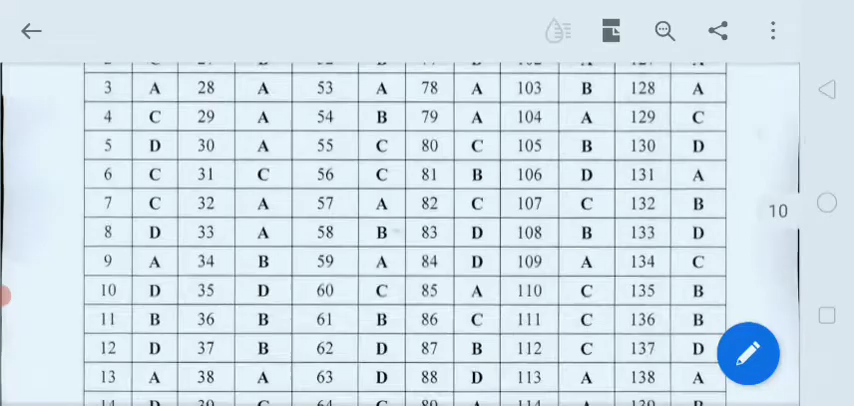 3 A 28 A 53 A 78 A 103 B 128 A
4 C 29 A 54 B 79 A 104 A 129 C
5 D 30 A 55 C 80 C 105 B 130 D
6 C 31 C 56 C 81 B 106 D 131 A
7 C 32 A 57 A 82 C 107 C 132 B
10
8 D 33 A 58 B 83 D 108 B 133 D
9 A 34 B 59 A 84 D 109 A 134 C
10 D 35 D 60 C 85 A 110 C 135 B
11 B 36 B 61 B 86 C 111 C 136 B
12 D 37 B 62 D 87 B 112 C 137 D
13 A 38 A 63 D 88 D 113 A 138 A